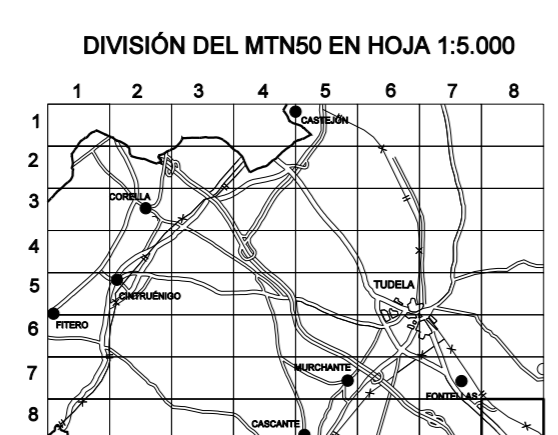 DIVISIÓN DEL MTN50 EN HOJA 1:5.000
1 2 3 4 5 6 7 8
1
CASTEJÓN
2
3
CORELLA
4
5
TUDELA
CINTRUÉNIGO
6
FITERO
7
MURCHANTE
FONTELLAS
8
CASCANTE